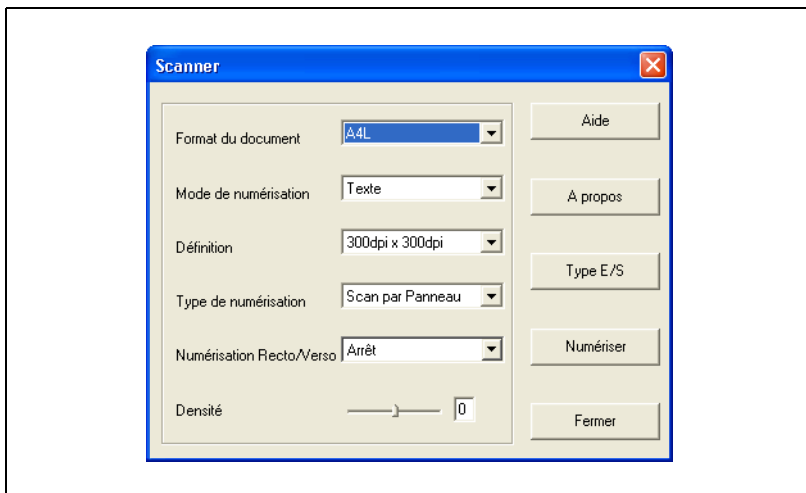 Scanner
Format du document A4L
Mode de numérisation Texte
Définition 300dpi x 300dpi
Type de numérisation Scan par Panneau
Numérisation Recto/Verso Arrêt
Densité 0
Aide
A propos
Type E/S
Numériser
Fermer